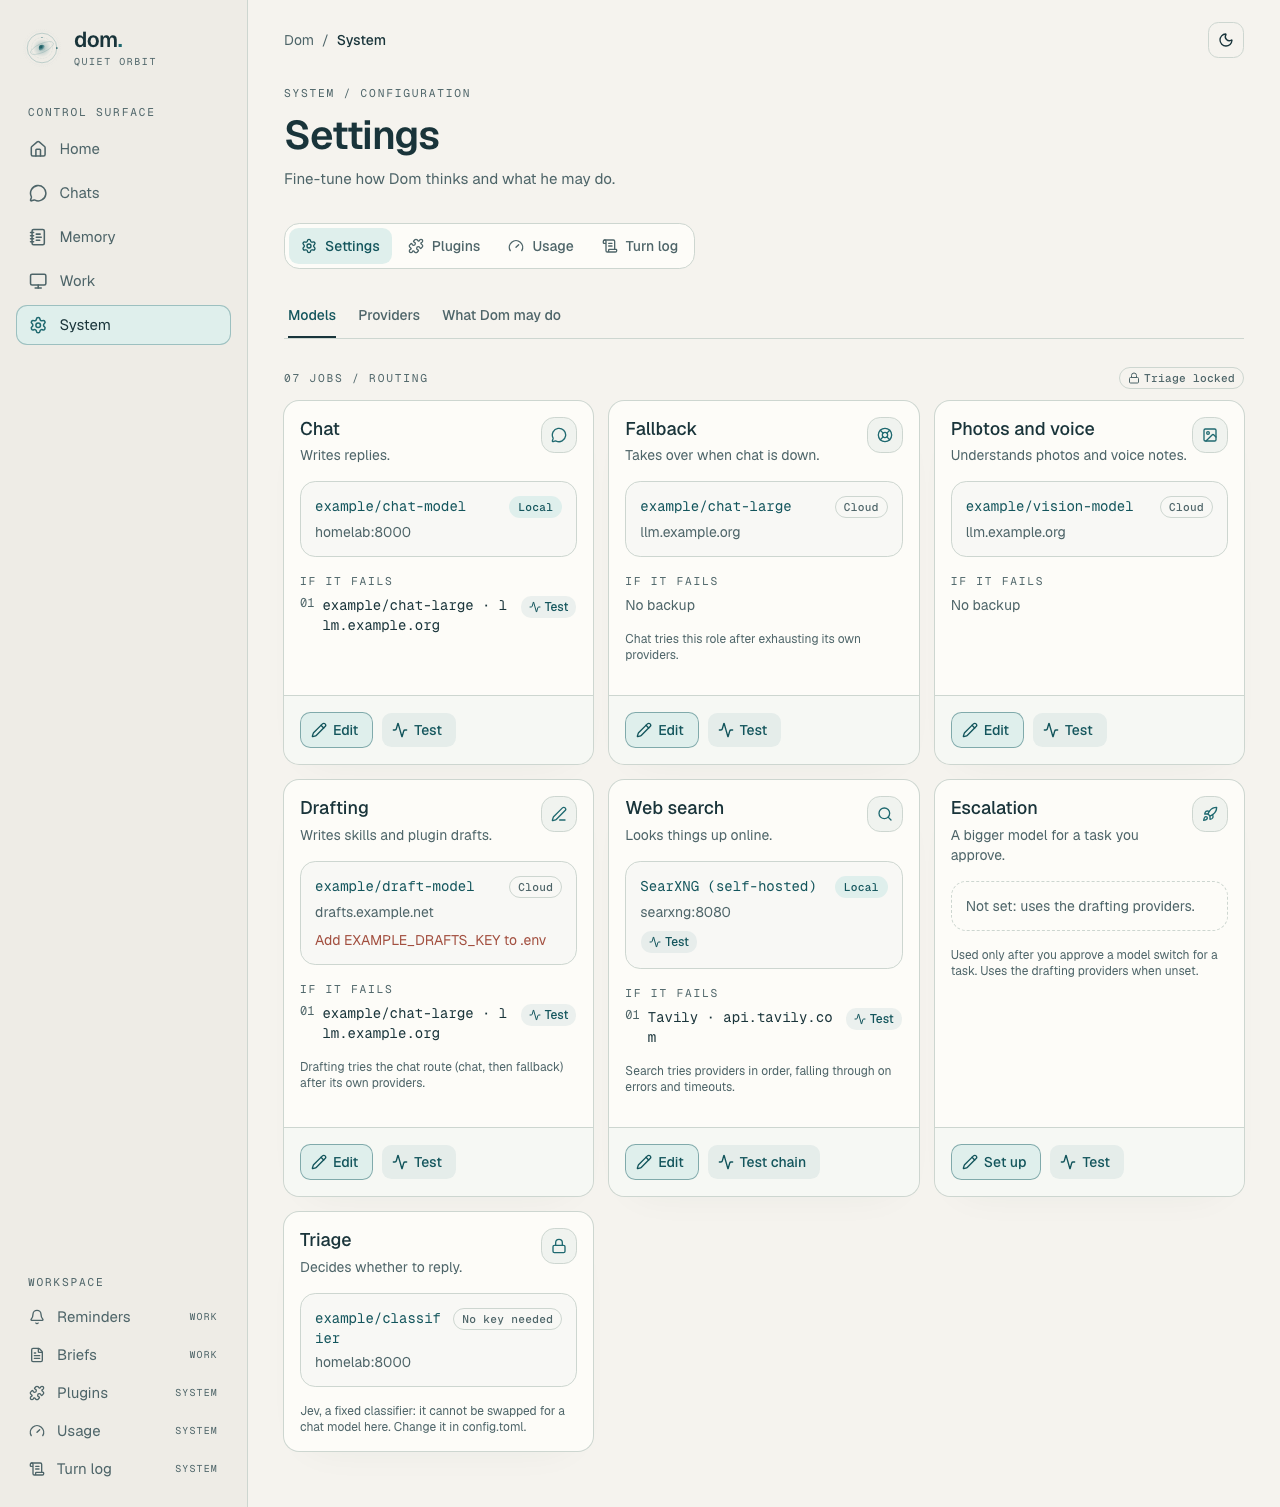 dom.
QUIET ORBIT
CONTROL SURFACE
Home
Chats
Memory
Work
System
WORKSPACE
Reminders WORK
Briefs WORK
Plugins SYSTEM
Usage SYSTEM
Turn log SYSTEM
Dom / System
SYSTEM / CONFIGURATION
Settings
Fine-tune how Dom thinks and what he may do.
Settings Plugins Usage Turn log
Models Providers What Dom may do
07 JOBS / ROUTING
Triage locked
Chat
Writes replies.
example/chat-model Local
homelab:8000
IF IT FAILS
01 example/chat-large · l
lm.example.org
Test
Edit Test
Fallback
Takes over when chat is down.
example/chat-large Cloud
llm.example.org
IF IT FAILS
No backup
Chat tries this role after exhausting its own
providers.
Edit Test
Photos and voice
Understands photos and voice notes.
example/vision-model Cloud
llm.example.org
IF IT FAILS
No backup
Edit Test
Drafting
Writes skills and plugin drafts.
example/draft-model Cloud
drafts.example.net
Add EXAMPLE_DRAFTS_KEY to .env
IF IT FAILS
01 example/chat-large · l
lm.example.org
Test
Drafting tries the chat route (chat, then fallback)
after its own providers.
Edit Test
Web search
Looks things up online.
SearXNG (self-hosted) Local
searxng:8080
Test
IF IT FAILS
01 Tavily · api.tavily.co
m
Test
Search tries providers in order, falling through on
errors and timeouts.
Edit Test chain
Escalation
A bigger model for a task you
approve.
Not set: uses the drafting providers.
Used only after you approve a model switch for a
task. Uses the drafting providers when unset.
Set up Test
Triage
Decides whether to reply.
example/classif
ier
No key needed
homelab:8000
Jev, a fixed classifier: it cannot be swapped for a
chat model here. Change it in config.toml.